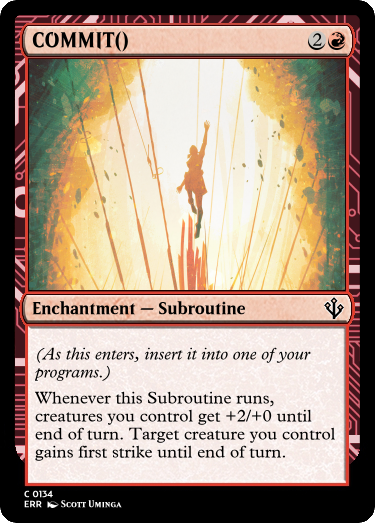 COMMIT()
2
Enchantment — Subroutine
(As this enters, insert it into one of your
programs.)
Whenever this Subroutine runs,
creatures you control get +2/+0 until
end of turn. Target creature you control
gains first strike until end of turn.
C 0134
ERR Scott Uminga